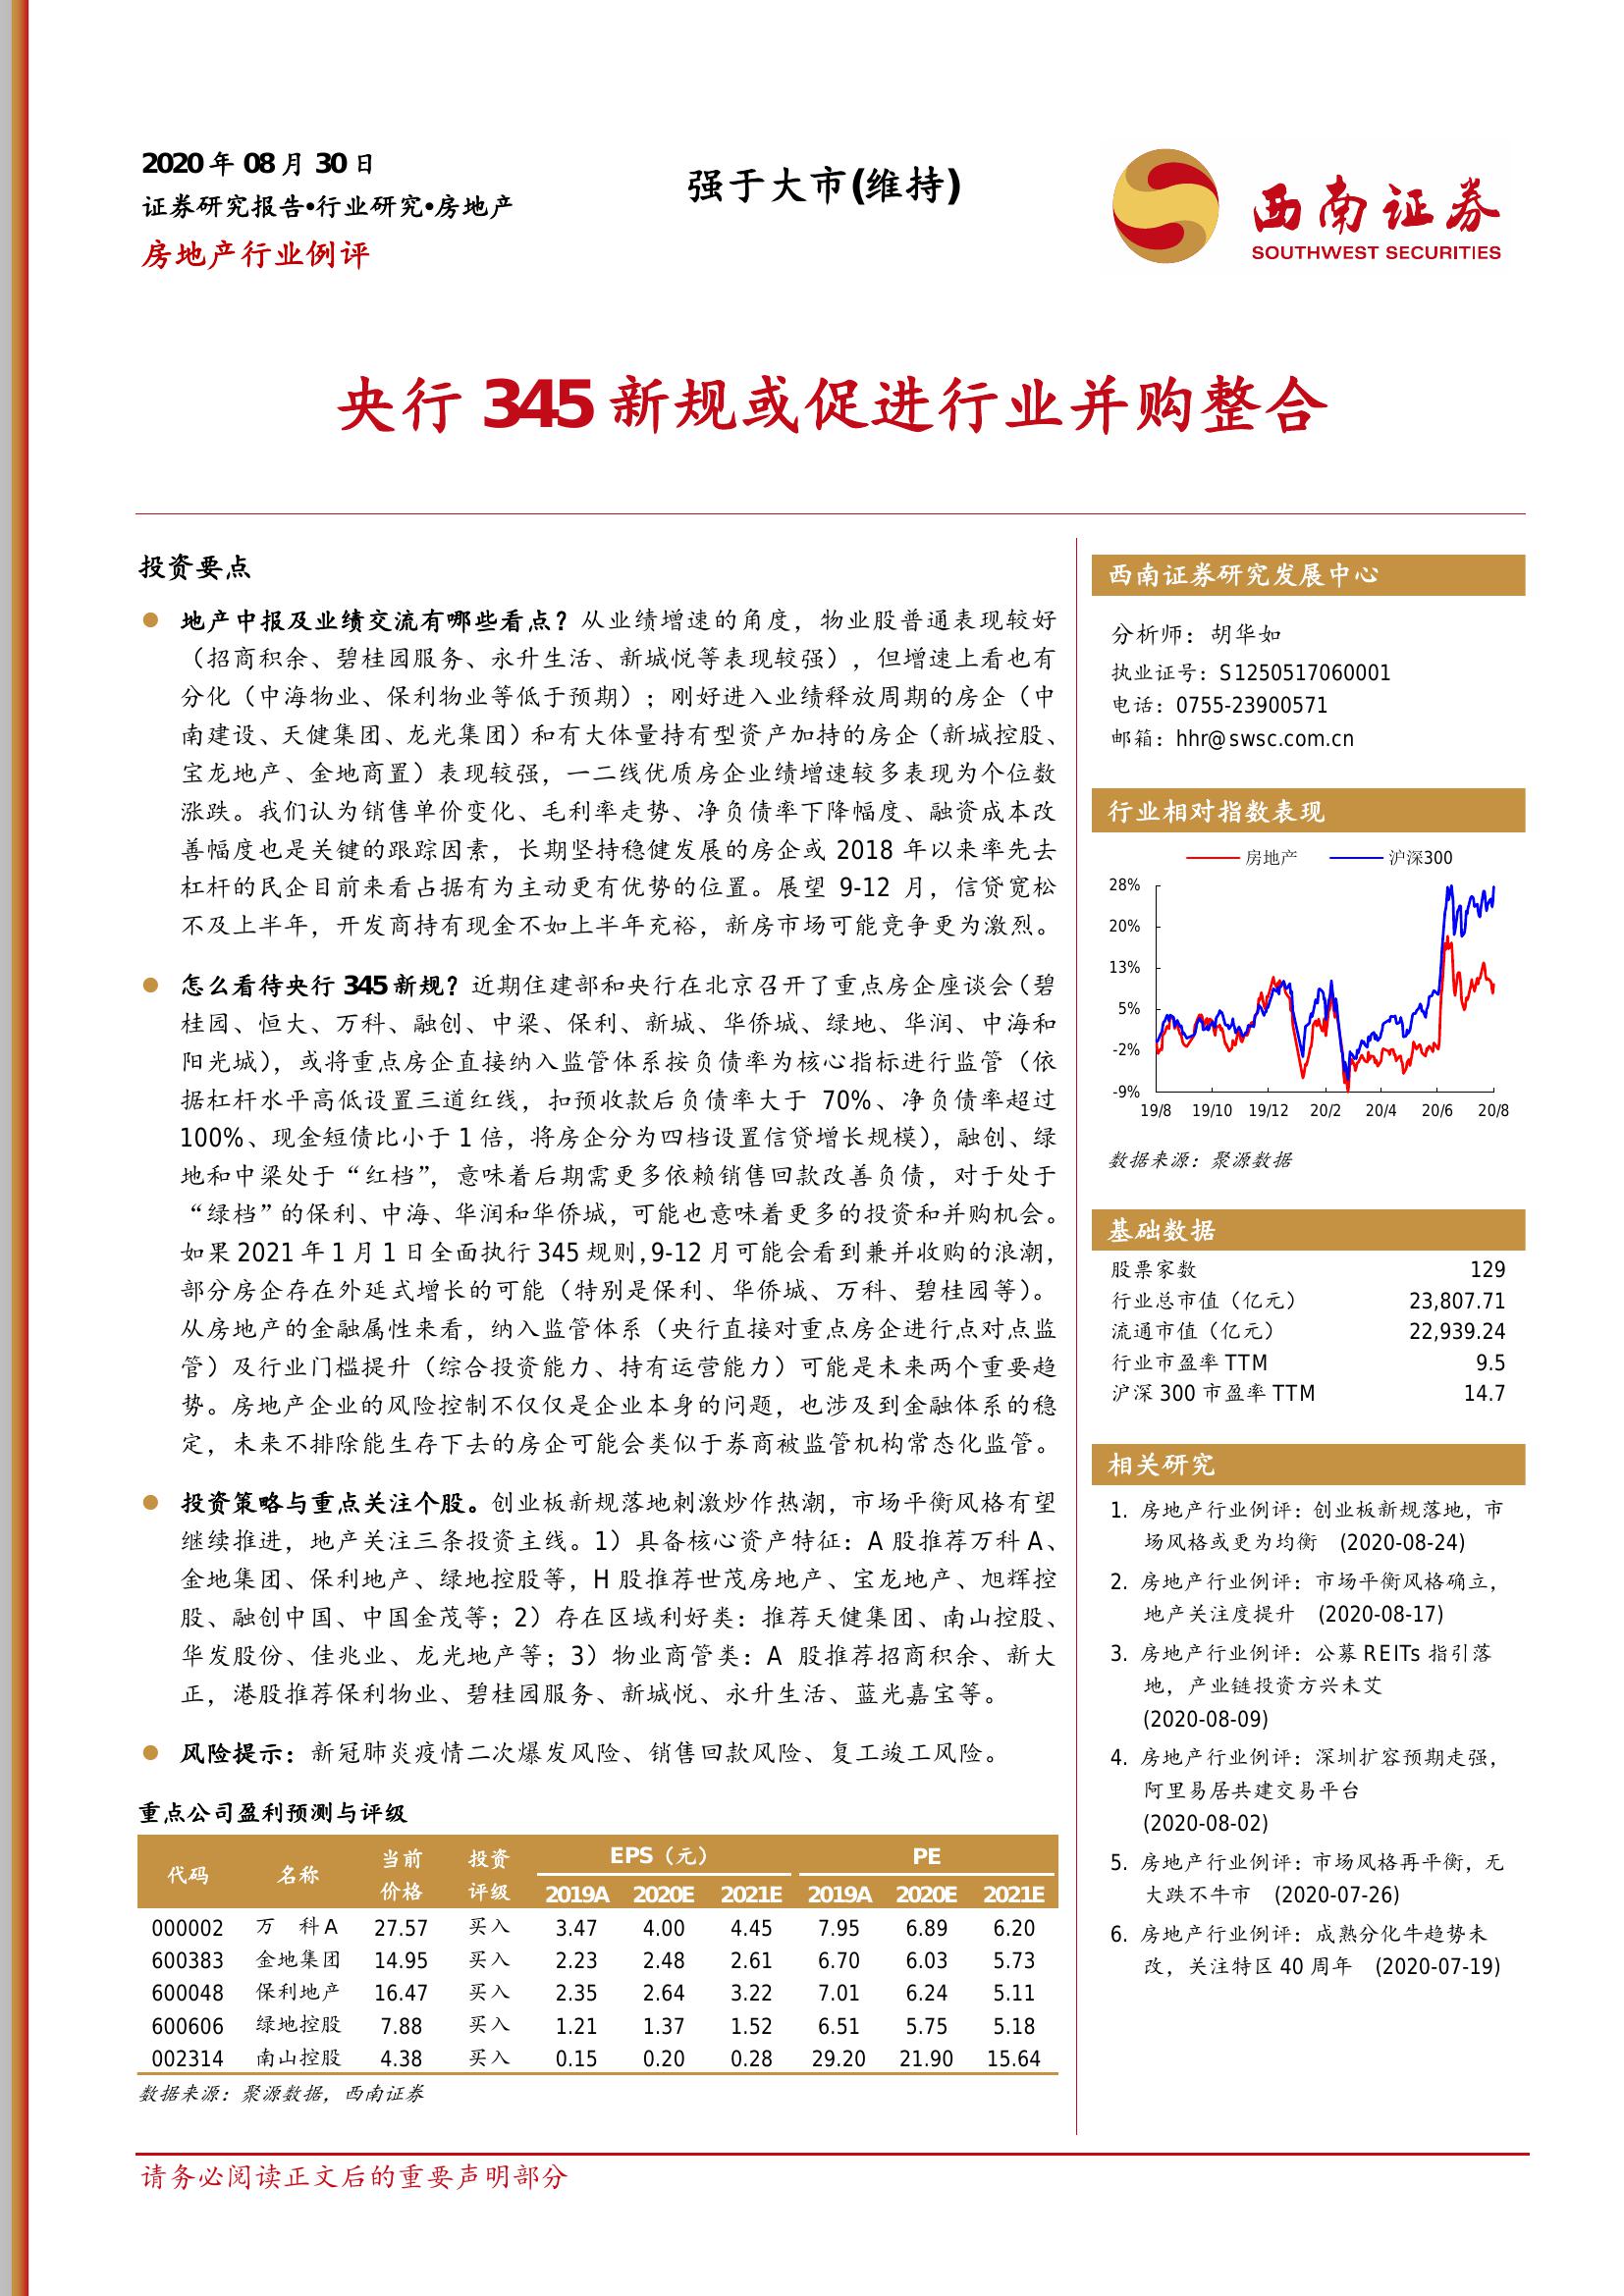 2020 年 08 月 30 日
证券研究报告•行业研究•房地产
房地产行业例评
强于大市(维持)
西南证券
SOUTHWEST SECURITIES
央行 345 新规或促进行业并购整合
投资要点
地产中报及业绩交流有哪些看点？从业绩增速的角度，物业股普通表现较好
（招商积余、碧桂园服务、永升生活、新城悦等表现较强），但增速上看也有
分化（中海物业、保利物业等低于预期）；刚好进入业绩释放周期的房企（中
南建设、天健集团、龙光集团）和有大体量持有型资产加持的房企（新城控股、
宝龙地产、金地商置）表现较强，一二线优质房企业绩增速较多表现为个位数
涨跌。我们认为销售单价变化、毛利率走势、净负债率下降幅度、融资成本改
善幅度也是关键的跟踪因素，长期坚持稳健发展的房企或 2018 年以来率先去
杠杆的民企目前来看占据有为主动更有优势的位置。展望 9-12 月，信贷宽松
不及上半年，开发商持有现金不如上半年充裕，新房市场可能竞争更为激烈。
怎么看待央行 345 新规？近期住建部和央行在北京召开了重点房企座谈会（碧
桂园、恒大、万科、融创、中梁、保利、新城、华侨城、绿地、华润、中海和
阳光城），或将重点房企直接纳入监管体系按负债率为核心指标进行监管（依
据杠杆水平高低设置三道红线，扣预收款后负债率大于 70%、净负债率超过
100%、现金短债比小于 1 倍，将房企分为四档设置信贷增长规模），融创、绿
地和中梁处于“红档”，意味着后期需更多依赖销售回款改善负债，对于处于
“绿档”的保利、中海、华润和华侨城，可能也意味着更多的投资和并购机会。
如果 2021 年 1 月 1 日全面执行 345 规则，9-12 月可能会看到兼并收购的浪潮，
部分房企存在外延式增长的可能（特别是保利、华侨城、万科、碧桂园等）。
从房地产的金融属性来看，纳入监管体系（央行直接对重点房企进行点对点监
管）及行业门槛提升（综合投资能力、持有运营能力）可能是未来两个重要趋
势。房地产企业的风险控制不仅仅是企业本身的问题，也涉及到金融体系的稳
定，未来不排除能生存下去的房企可能会类似于券商被监管机构常态化监管。
投资策略与重点关注个股。创业板新规落地刺激炒作热潮，市场平衡风格有望
继续推进，地产关注三条投资主线。1）具备核心资产特征：A 股推荐万科 A、
金地集团、保利地产、绿地控股等，H 股推荐世茂房地产、宝龙地产、旭辉控
股、融创中国、中国金茂等；2）存在区域利好类：推荐天健集团、南山控股、
华发股份、佳兆业、龙光地产等；3）物业商管类：A 股推荐招商积余、新大
正，港股推荐保利物业、碧桂园服务、新城悦、永升生活、蓝光嘉宝等。
风险提示：新冠肺炎疫情二次爆发风险、销售回款风险、复工竣工风险。
重点公司盈利预测与评级
代码 名称 当前价格 投资评级 EPS（元） PE
2019A 2020E 2021E 2019A 2020E 2021E
000002 万 科 A 27.57 买入 3.47 4.00 4.45 7.95 6.89 6.20
600383 金地集团 14.95 买入 2.23 2.48 2.61 6.70 6.03 5.73
600048 保利地产 16.47 买入 2.35 2.64 3.22 7.01 6.24 5.11
600606 绿地控股 7.88 买入 1.21 1.37 1.52 6.51 5.75 5.18
002314 南山控股 4.38 买入 0.15 0.20 0.28 29.20 21.90 15.64
数据来源：聚源数据，西南证券
西南证券研究发展中心
分析师：胡华如
执业证号：S1250517060001
电话：0755-23900571
邮箱：hhr@swsc.com.cn
行业相对指数表现
房地产 沪深300
28%
20%
13%
5%
-2%
-9%
19/8 19/10 19/12 20/2 20/4 20/6 20/8
数据来源：聚源数据
基础数据
股票家数 129
行业总市值（亿元） 23,807.71
流通市值（亿元） 22,939.24
行业市盈率 TTM 9.5
沪深 300 市盈率 TTM 14.7
相关研究
1. 房地产行业例评：创业板新规落地，市
场风格或更为均衡 (2020-08-24)
2. 房地产行业例评：市场平衡风格确立，
地产关注度提升 (2020-08-17)
3. 房地产行业例评：公募 REITs 指引落
地，产业链投资方兴未艾
(2020-08-09)
4. 房地产行业例评：深圳扩容预期走强，
阿里易居共建交易平台
(2020-08-02)
5. 房地产行业例评：市场风格再平衡，无
大跌不牛市 (2020-07-26)
6. 房地产行业例评：成熟分化牛趋势未
改，关注特区 40 周年 (2020-07-19)
请务必阅读正文后的重要声明部分